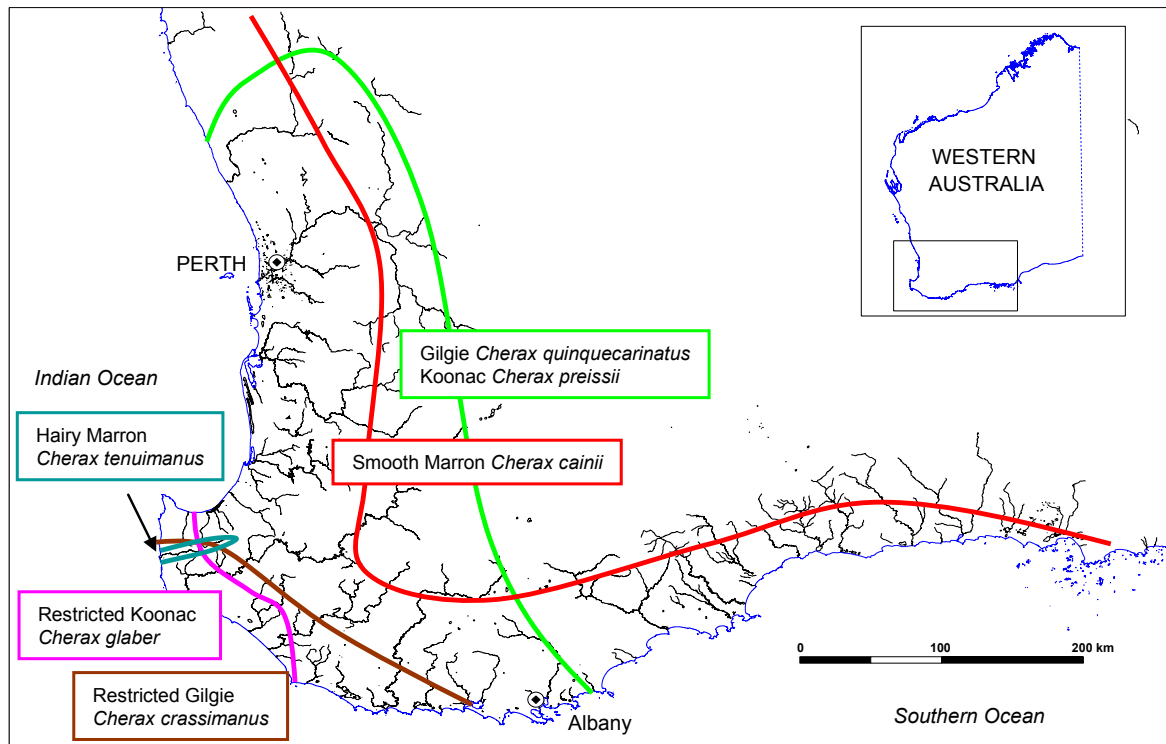 WESTERN
AUSTRALIA
PERTH
Gilgie Cherax quinquecarinatus
Koonac Cherax preissii
Indian Ocean
Hairy Marron
Cherax tenuimanus
Smooth Marron Cherax cainii
Restricted Koonac
Cherax glaber
0 100 200 km
Restricted Gilgie
Cherax crassimanus
Albany
Southern Ocean